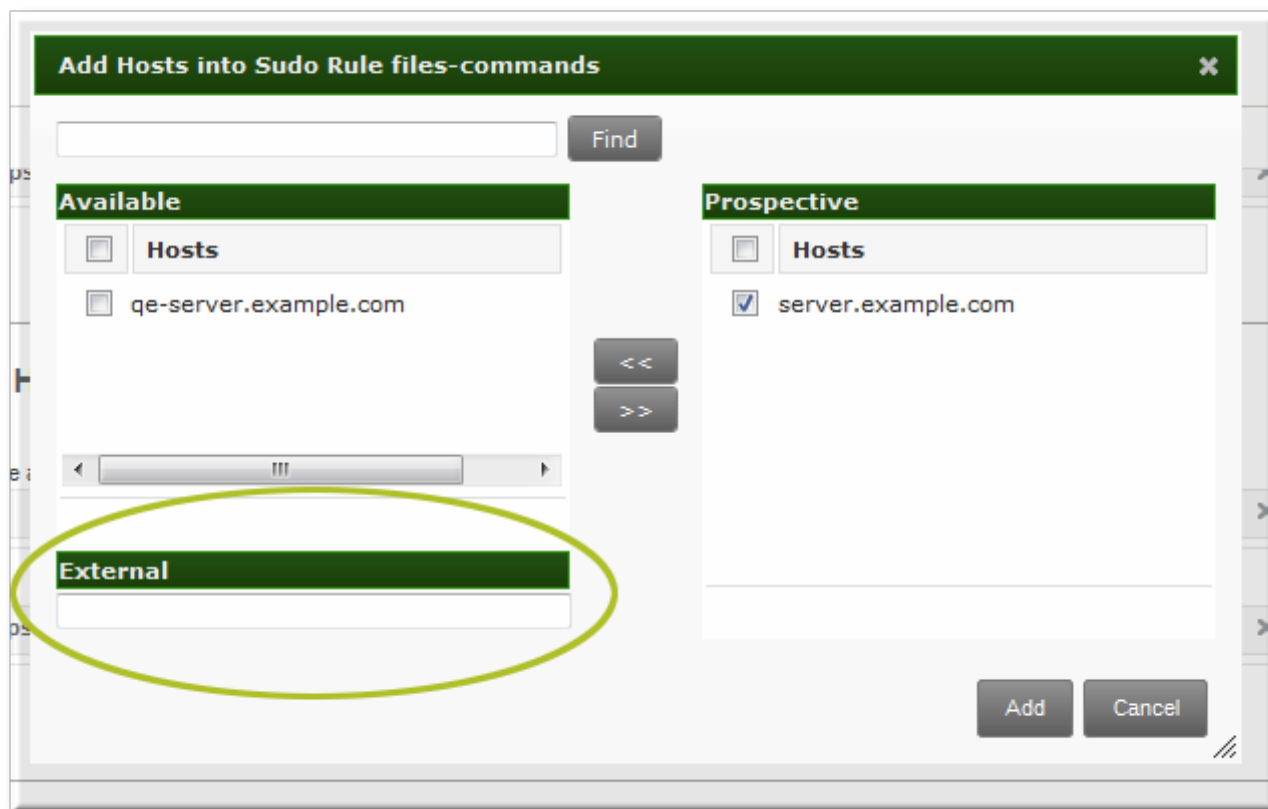 Add Hosts into Sudo Rule files-commands
Find
Available
Prospective
Hosts
Hosts
qe-server.example.com
server.example.com
<<
>>
External
Add
Cancel